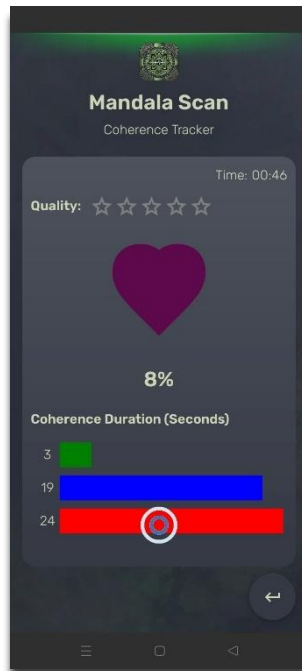 Mandala Scan
Coherence Tracker
Time: 00:46
Quality:
8%
Coherence Duration (Seconds)
3
19
24